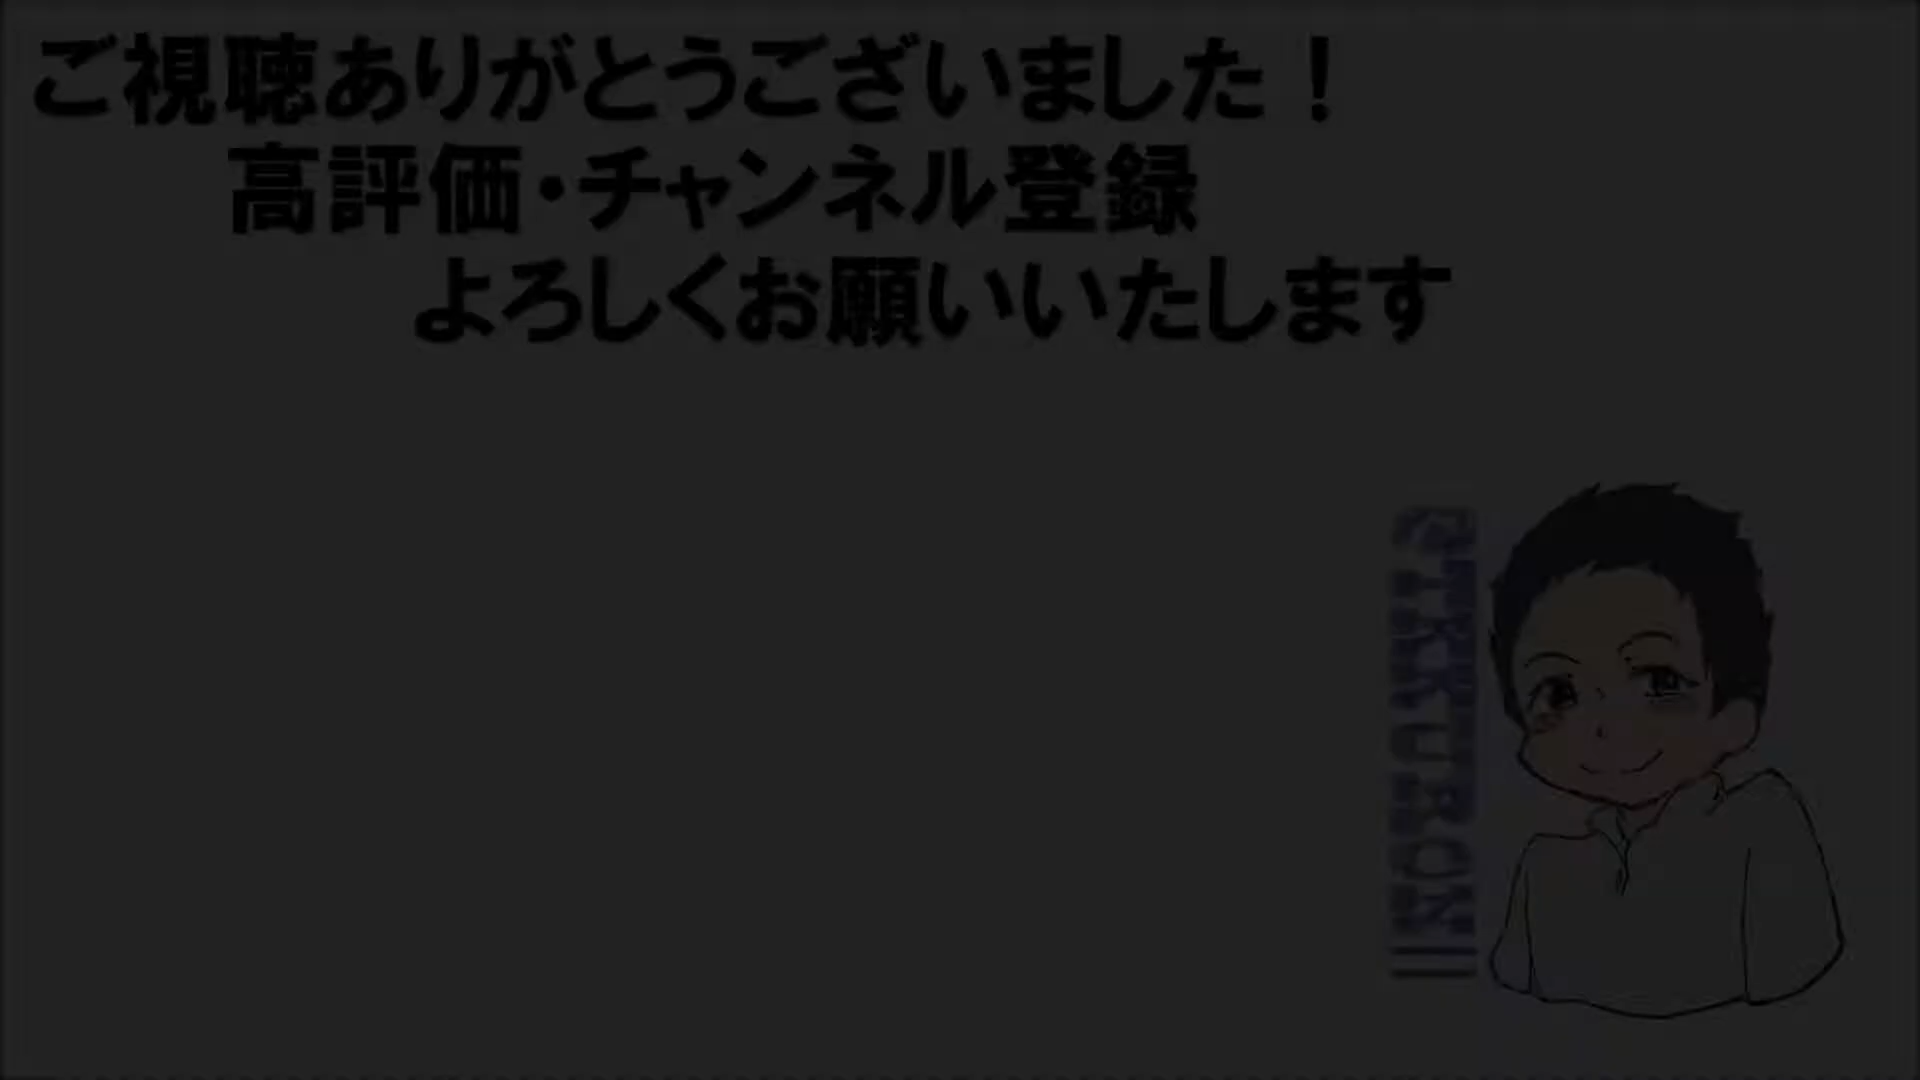 ご視聴ありがとうございました！
高評価・チャンネル登録
よろしくお願いいたします